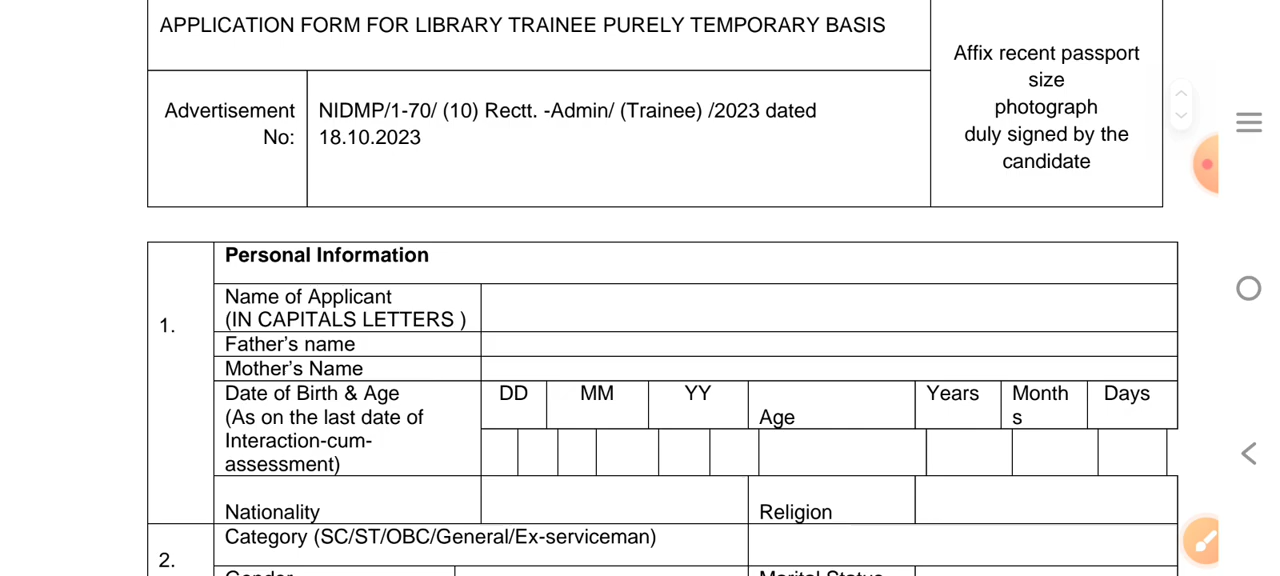 APPLICATION FORM FOR LIBRARY TRAINEE PURELY TEMPORARY BASIS
Affix recent passport
size
photograph
duly signed by the
candidate
Advertisement
No:
NIDMP/1-70/ (10) Rectt. -Admin/ (Trainee) /2023 dated
18.10.2023
1.
Personal Information
Name of Applicant
(IN CAPITALS LETTERS )
Father's name
Mother's Name
Date of Birth & Age
(As on the last date of
Interaction-cum-
assessment)
DD MM YY
Age
Years
Month
s
Days
Nationality
Religion
2.
Category (SC/ST/OBC/General/Ex-serviceman)
Gender
Marital Status